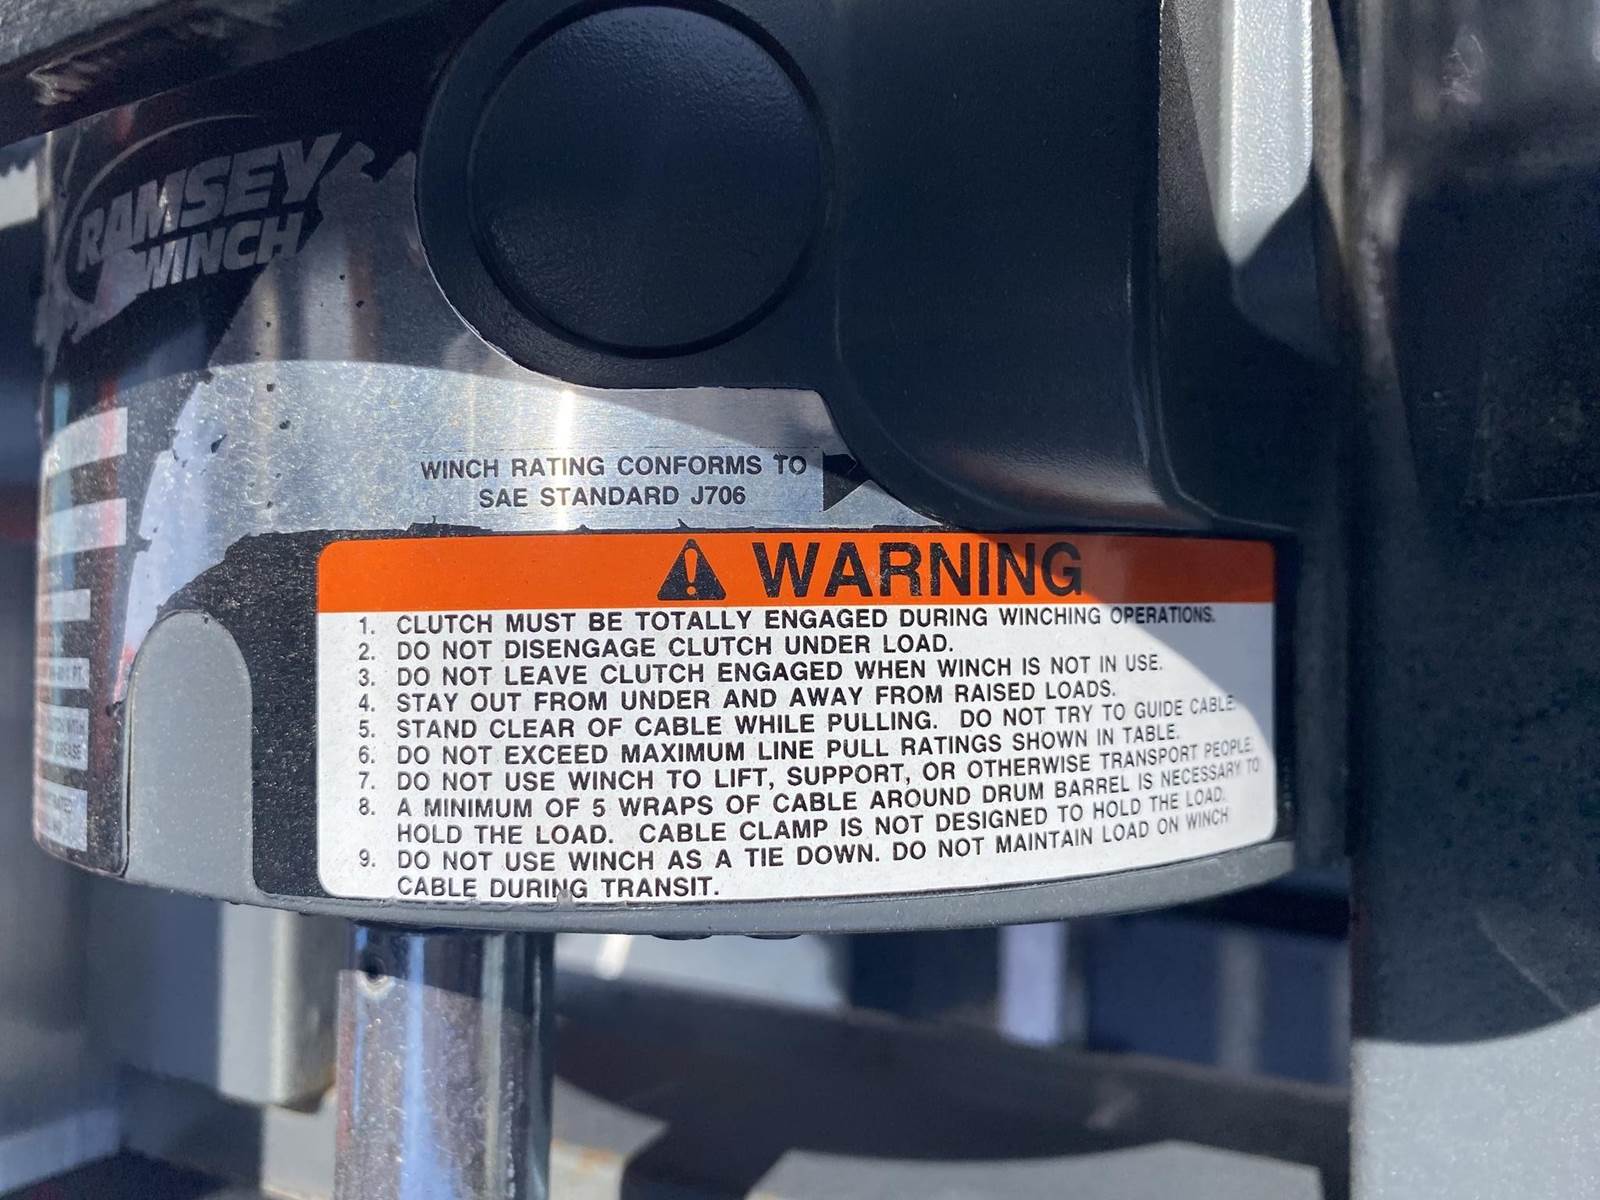 RAMSEY
WINCH
WINCH RATING CONFORMS TO
SAE STANDARD J706
WARNING
1. CLUTCH MUST BE TOTALLY ENGAGED DURING WINCHING OPERATIONS.
2. DO NOT DISENGAGE CLUTCH UNDER LOAD.
3. DO NOT LEAVE CLUTCH ENGAGED WHEN WINCH IS NOT IN USE.
4. STAY OUT FROM UNDER AND AWAY FROM RAISED LOADS.
5. STAND CLEAR OF CABLE WHILE PULLING. DO NOT TRY TO GUIDE CABLE.
6. DO NOT EXCEED MAXIMUM LINE PULL RATINGS SHOWN IN TABLE.
7. DO NOT USE WINCH TO LIFT, SUPPORT, OR OTHERWISE TRANSPORT PEOPLE.
8. A MINIMUM OF 5 WRAPS OF CABLE AROUND DRUM BARREL IS NECESSARY TO
HOLD THE LOAD. CABLE CLAMP IS NOT DESIGNED TO HOLD THE LOAD.
9. DO NOT USE WINCH AS A TIE DOWN. DO NOT MAINTAIN LOAD ON WINCH
CABLE DURING TRANSIT.
PT.
WITH
GREASE